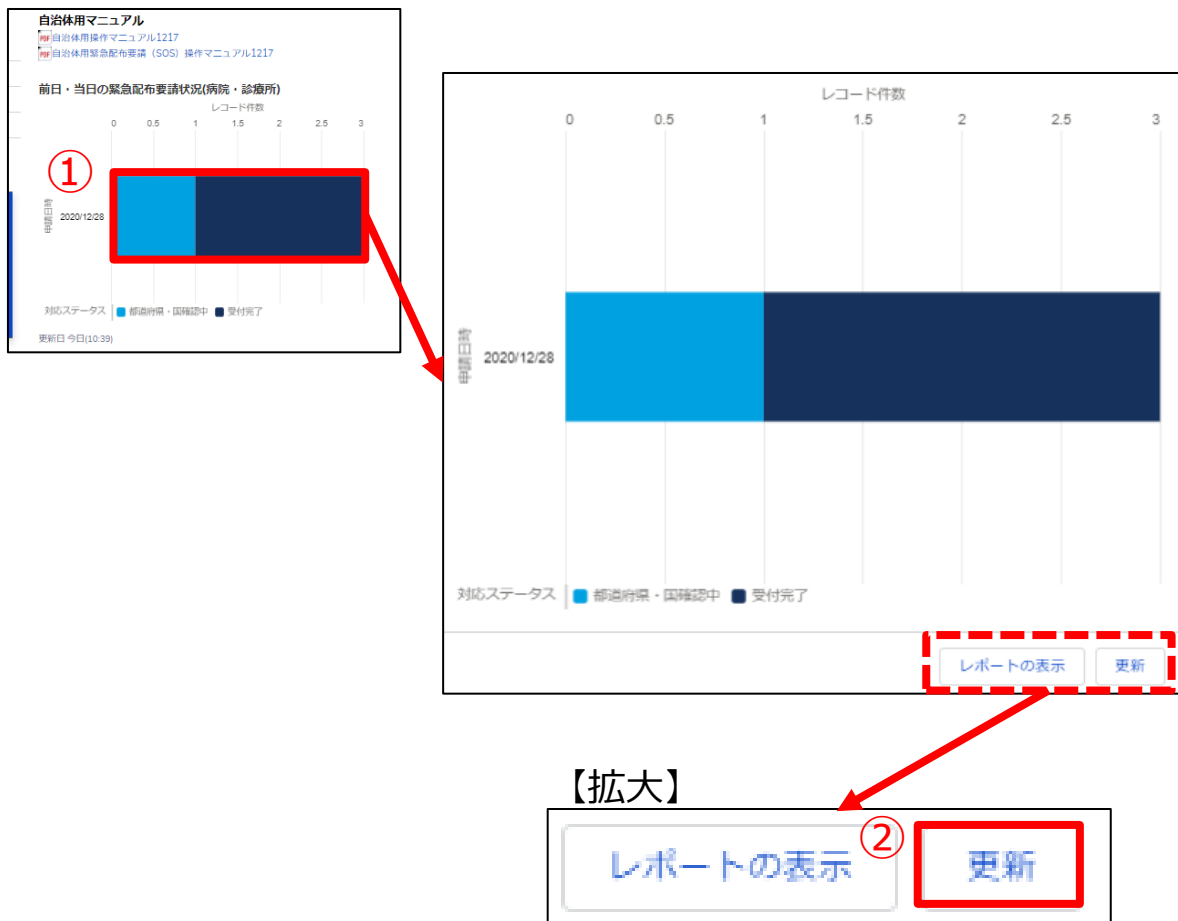 自治体用マニュアル
自治体用操作マニュアル1217
自治体用緊急配布要請（SOS）操作マニュアル1217
前日・当日の緊急配布要請状況(病院・診療所)
レコード件数
0 0.5 1 1.5 2 2.5 3
①
申請日時
2020/12/28
対応ステータス 都道府県・国確認中 受付完了
更新日 今日(10:39)
レコード件数
0 0.5 1 1.5 2 2.5 3
申請日時
2020/12/28
対応ステータス 都道府県・国確認中 受付完了
レポートの表示 更新
【拡大】
レポートの表示 ② 更新